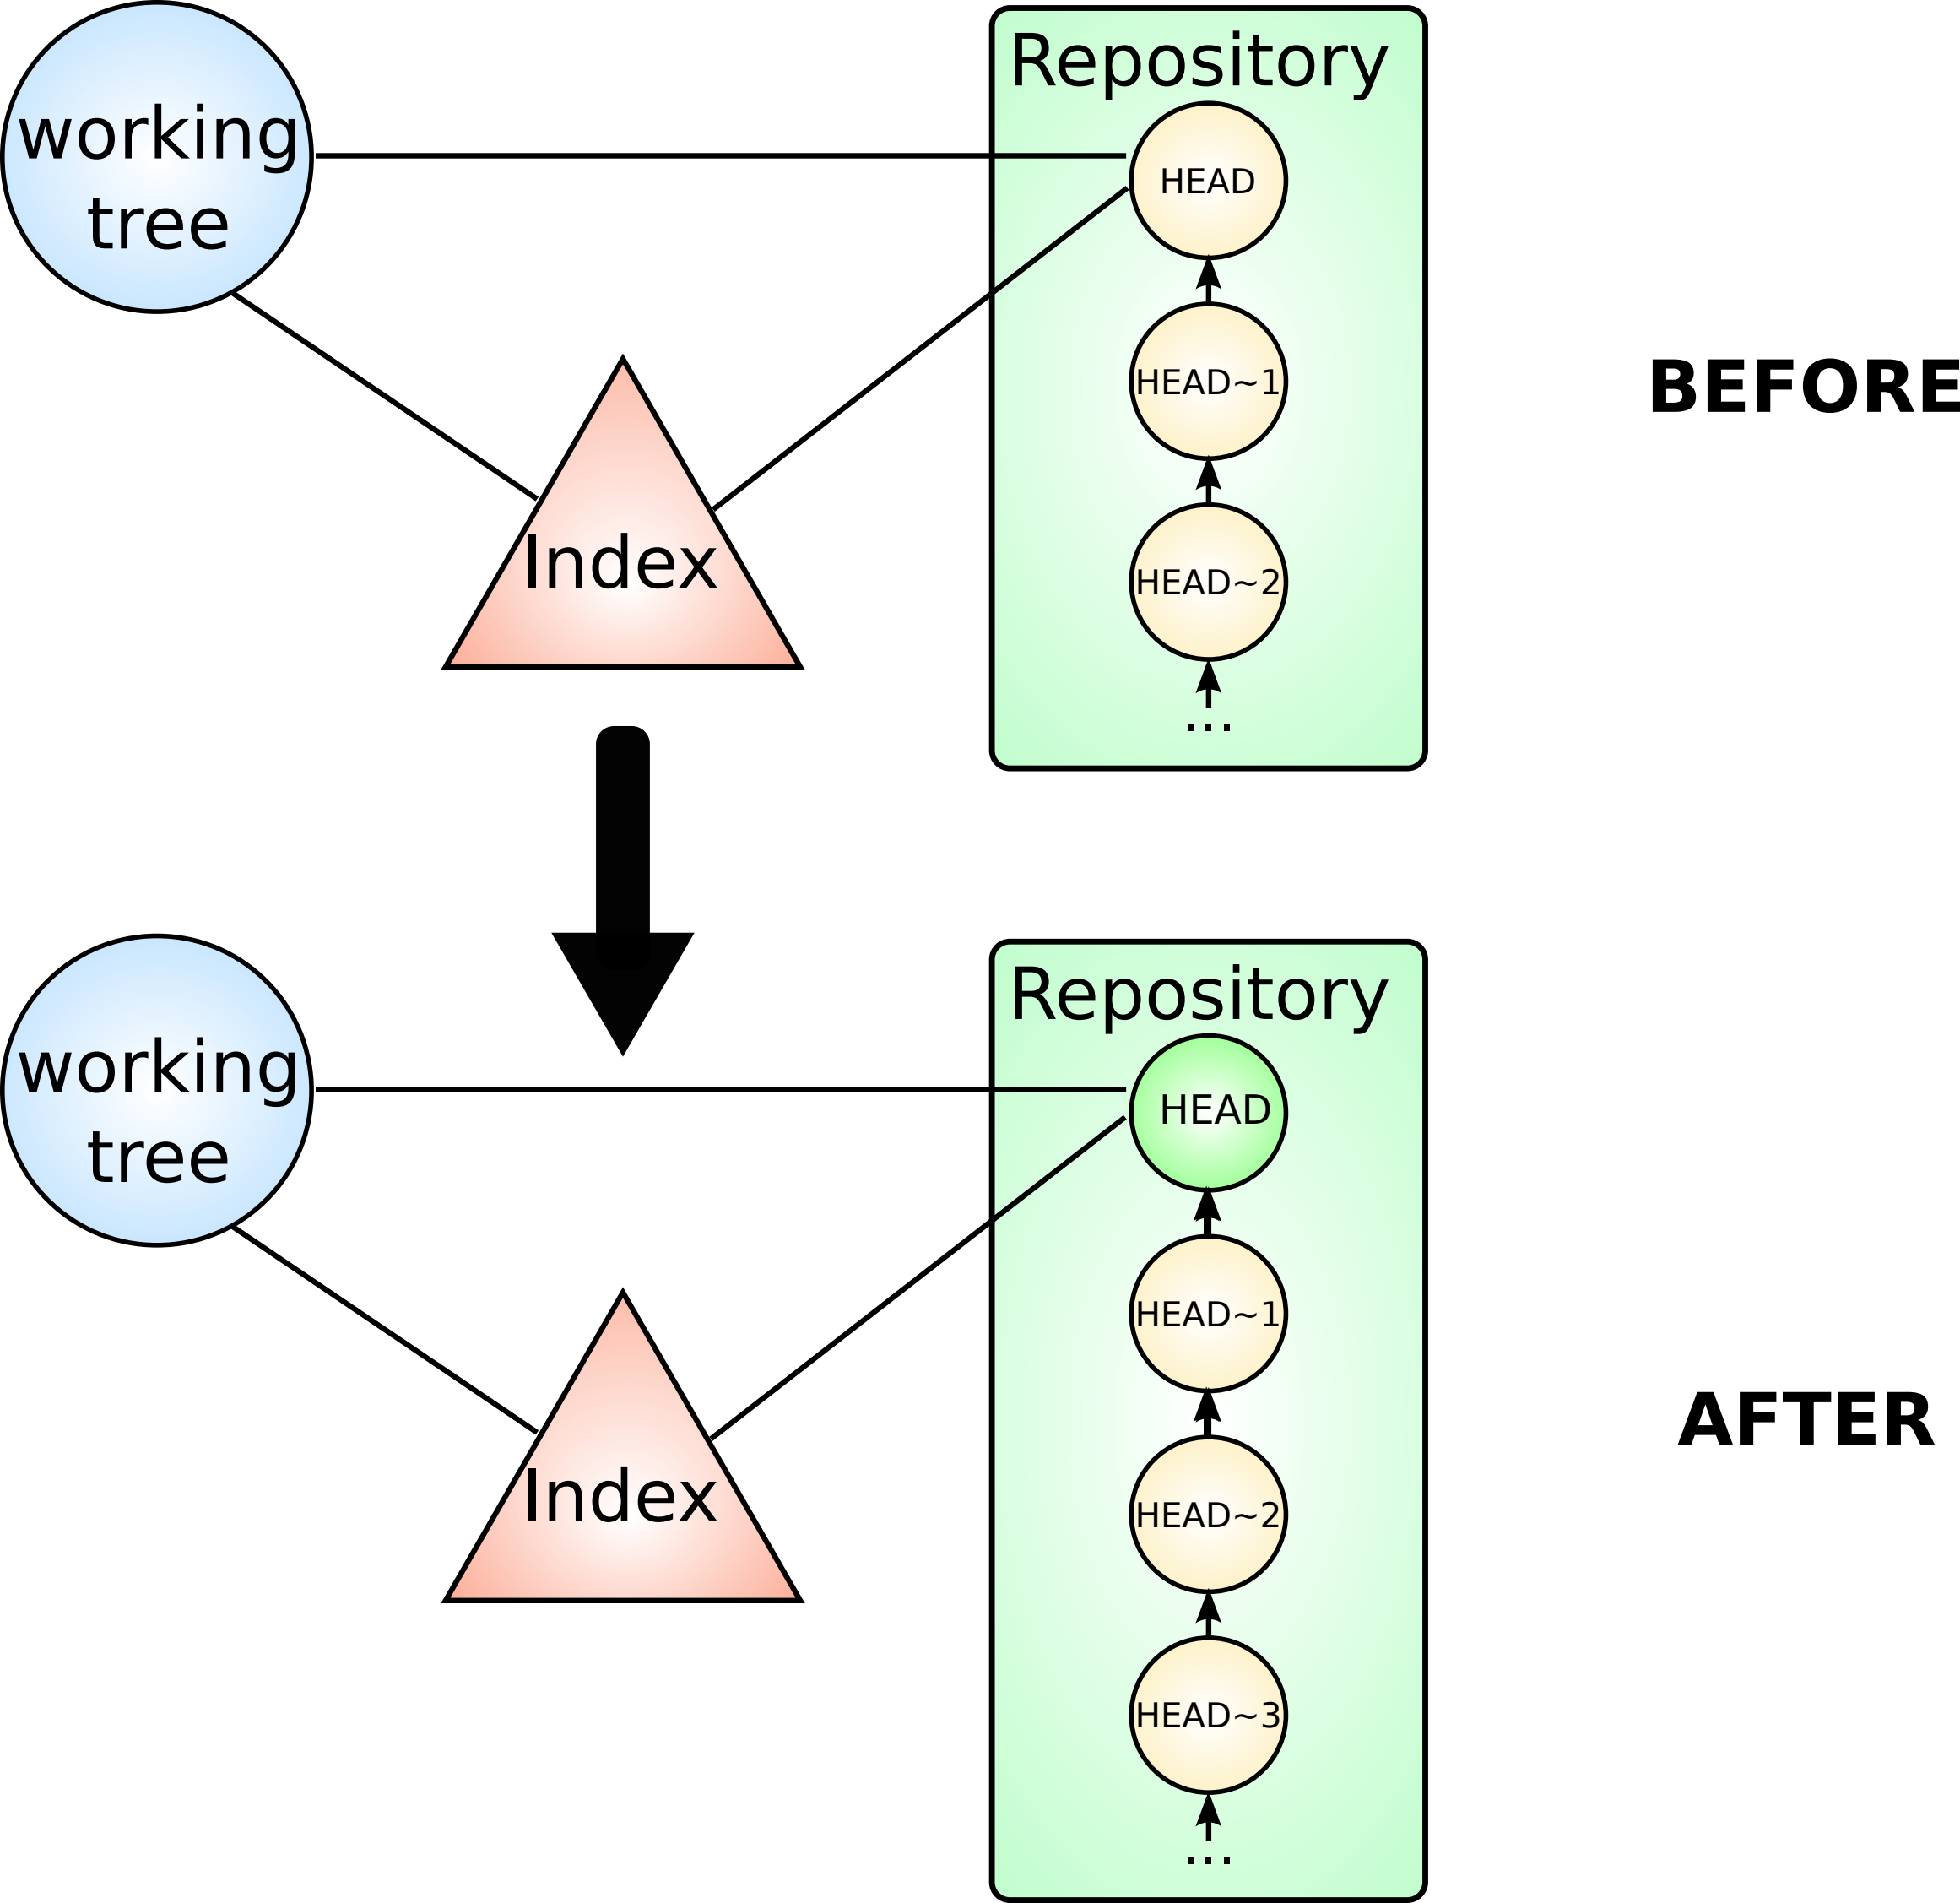 Repository
working
tree
HEAD
HEAD~1
BEFORE
Index
HEAD~2
...
Repository
working
tree
HEAD
HEAD~1
AFTER
Index
HEAD~2
HEAD~3
...